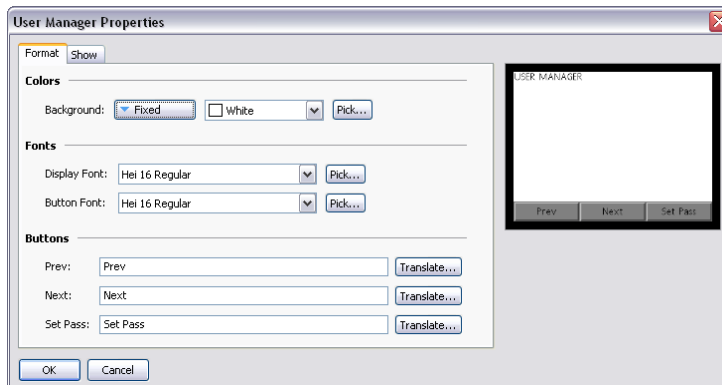 User Manager Properties
Format Show
Colors
Background: Fixed White Pick...
Fonts
Display Font: Hei 16 Regular Pick...
Button Font: Hei 16 Regular Pick...
Buttons
Prev: Prev Translate...
Next: Next Translate...
Set Pass: Set Pass Translate...
OK Cancel
USER MANAGER
Prev Next Set Pass